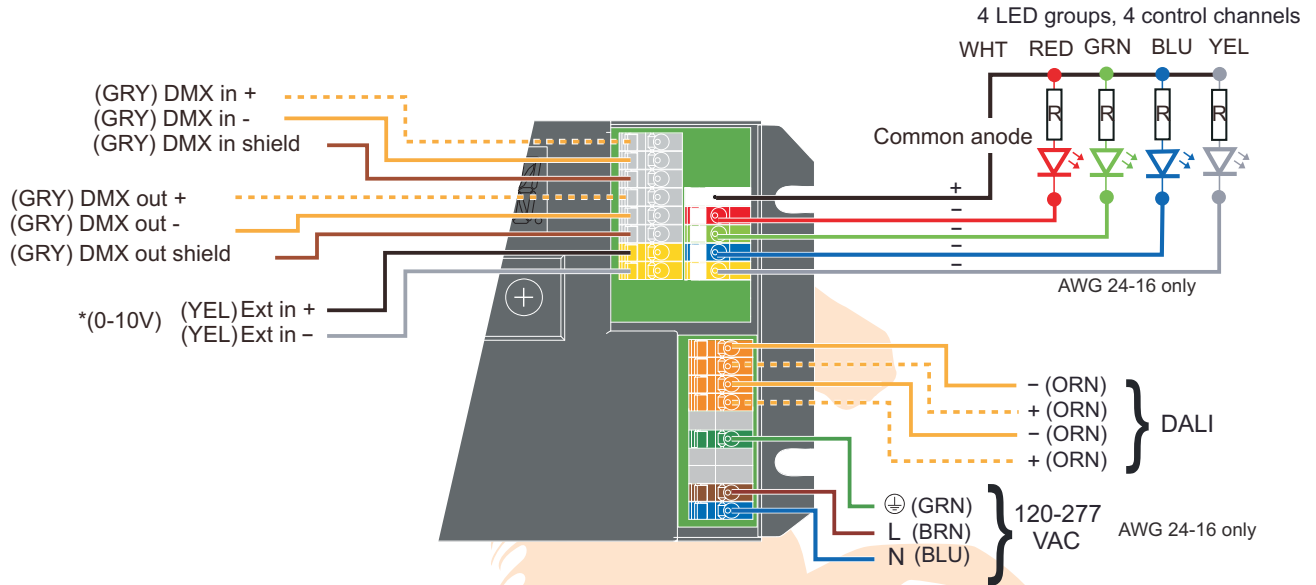 4 LED groups, 4 control channels
WHT RED GRN BLU YEL
(GRY) DMX in +
(GRY) DMX in -
(GRY) DMX in shield
R R R R
Common anode
(GRY) DMX out +
(GRY) DMX out -
(GRY) DMX out shield
+
–
–
–
–
AWG 24-16 only
*(0-10V)
(YEL) Ext in +
(YEL) Ext in –
– (ORN)
+ (ORN)
– (ORN)
+ (ORN)
DALI
(GRN)
L (BRN)
N (BLU)
120-277
VAC
AWG 24-16 only